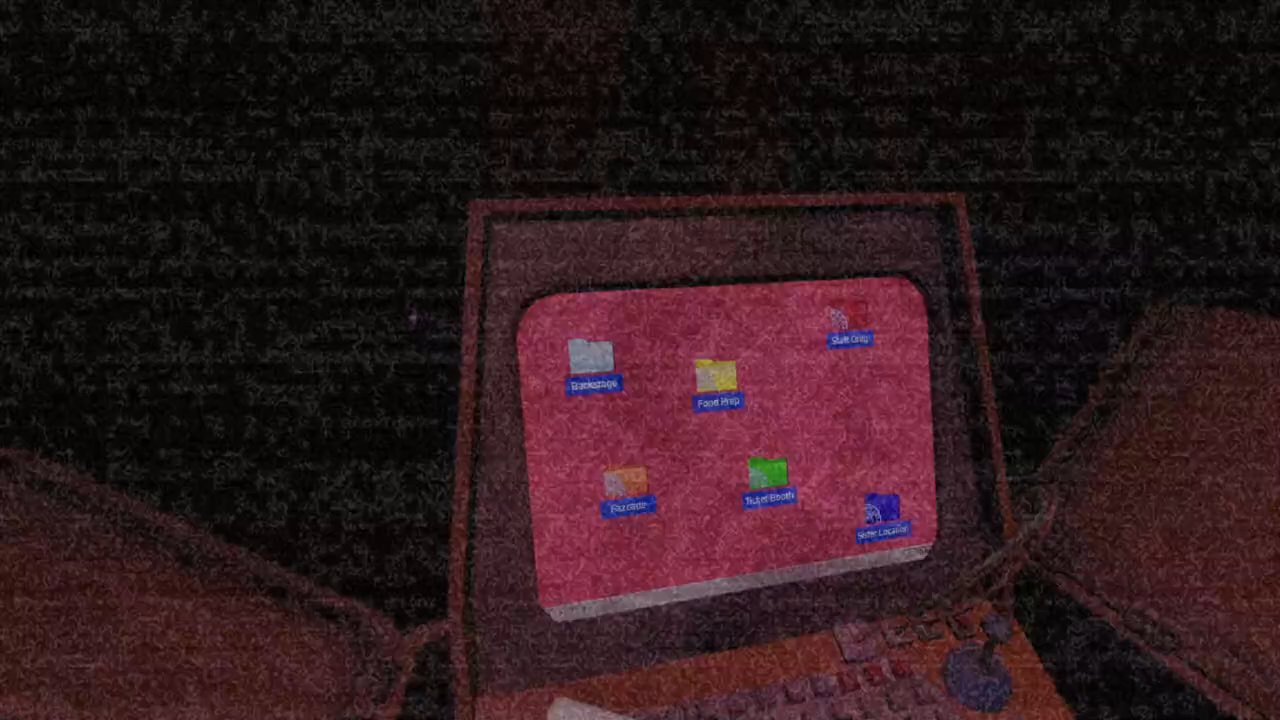 Staff Only
Backstage
Food Prep
Fazcade
Ticket Booth
Sister Location